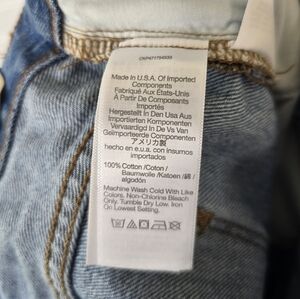 Made In U.S.A. Of Imported
Components
Fabriqué Aux États-Unis
À Partir De Composants
Importés
Hergestellt In Den Usa Aus
Importierten Komponenten
Vervaardigd In De Vs Van
Geïmporteerde Componenten
アメリカ製
hecho en e.u.a. con insumos
importados
100% Cotton / Coton /
Baumwolle / Katoen / 綿 /
algodón
Machine Wash Cold With Like
Colors. Non-Chlorine Bleach
Only. Tumble Dry Low. Iron
On Lowest Setting.